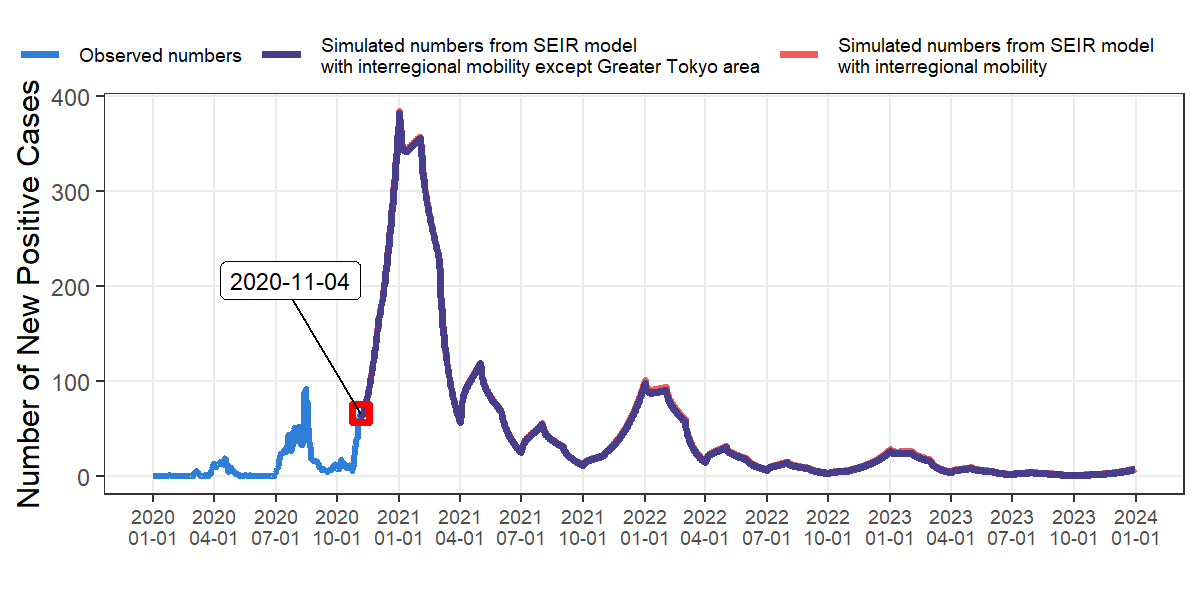 Observed numbers
Simulated numbers from SEIR model
with interregional mobility except Greater Tokyo area
Simulated numbers from SEIR model
with interregional mobility
Number of New Positive Cases
400
300
200
100
0
2020-11-04
2020 2020 2020 2020 2021 2021 2021 2021 2022 2022 2022 2022 2023 2023 2023 2023 2024
01-01 04-01 07-01 10-01 01-01 04-01 07-01 10-01 01-01 04-01 07-01 10-01 01-01 04-01 07-01 10-01 01-01